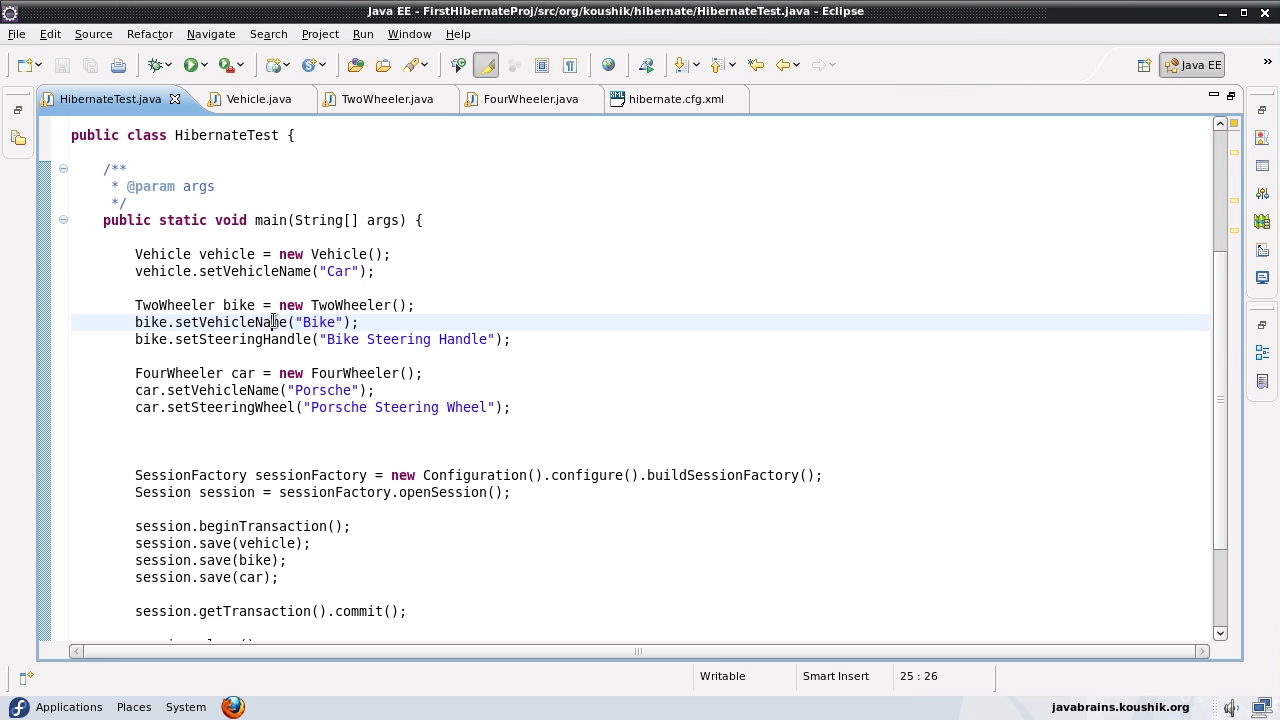 Java EE - FirstHibernateProj/src/org/koushik/hibernate/HibernateTest.java - Eclipse
File Edit Source Refactor Navigate Search Project Run Window Help
Java EE
HibernateTest.java Vehicle.java TwoWheeler.java FourWheeler.java hibernate.cfg.xml
public class HibernateTest {
/**
* @param args
*/
public static void main(String[] args) {
Vehicle vehicle = new Vehicle();
vehicle.setVehicleName("Car");
TwoWheeler bike = new TwoWheeler();
bike.setVehicleName("Bike");
bike.setSteeringHandle("Bike Steering Handle");
FourWheeler car = new FourWheeler();
car.setVehicleName("Porsche");
car.setSteeringWheel("Porsche Steering Wheel");
SessionFactory sessionFactory = new Configuration().configure().buildSessionFactory();
Session session = sessionFactory.openSession();
session.beginTransaction();
session.save(vehicle);
session.save(bike);
session.save(car);
session.getTransaction().commit();
Writable Smart Insert 25 : 26
Applications Places System javabrains.koushik.org